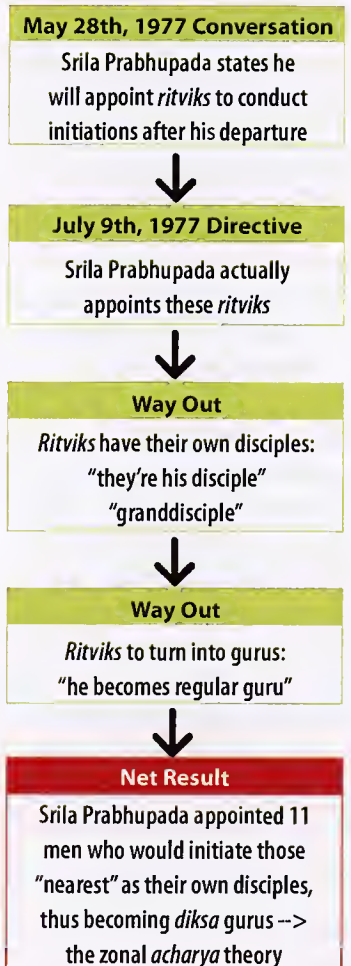 May 28th, 1977 Conversation
Srila Prabhupada states he
will appoint ritviks to conduct
initiations after his departure
July 9th, 1977 Directive
Srila Prabhupada actually
appoints these ritviks
Way Out
Ritviks have their own disciples:
"they're his disciple"
"granddisciple"
Way Out
Ritviks to turn into gurus:
"he becomes regular guru"
Net Result
Srila Prabhupada appointed 11
men who would initiate those
"nearest" as their own disciples,
thus becoming diksa gurus -->
the zonal acharya theory